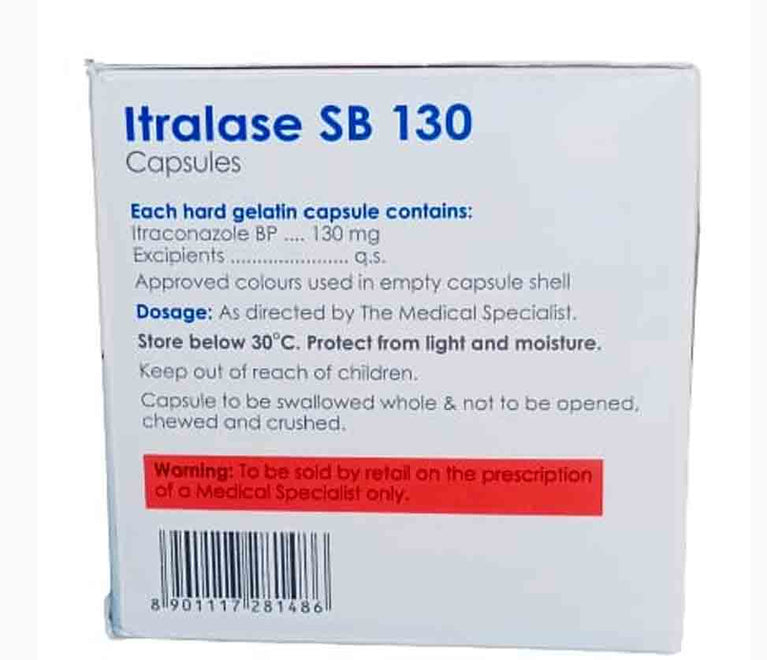 Itralase SB 130
Capsules
Each hard gelatin capsule contains:
Itraconazole BP .... 130 mg
Excipients ..................... q.s.
Approved colours used in empty capsule shell
Dosage: As directed by The Medical Specialist.
Store below 30°C. Protect from light and moisture.
Keep out of reach of children.
Capsule to be swallowed whole & not to be opened,
chewed and crushed.
Warning: To be sold by retail on the prescription
of a Medical Specialist only.
8 901117 281486